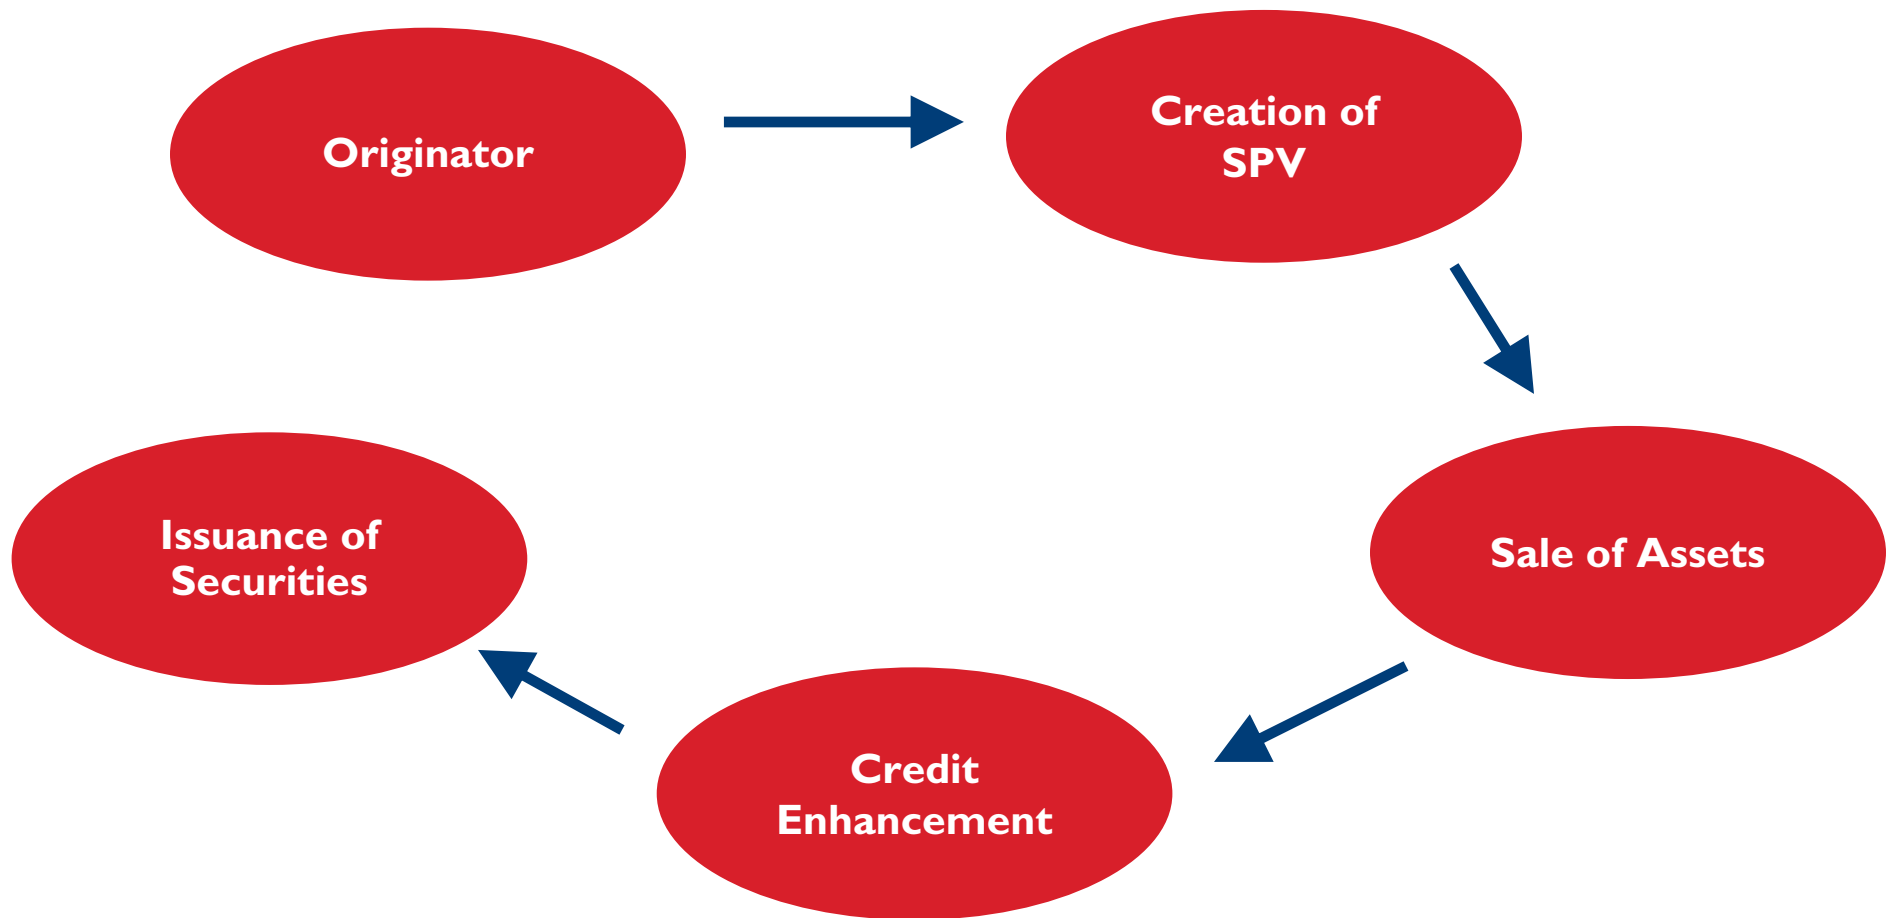 Originator
Creation of
SPV
Sale of Assets
Credit
Enhancement
Issuance of
Securities